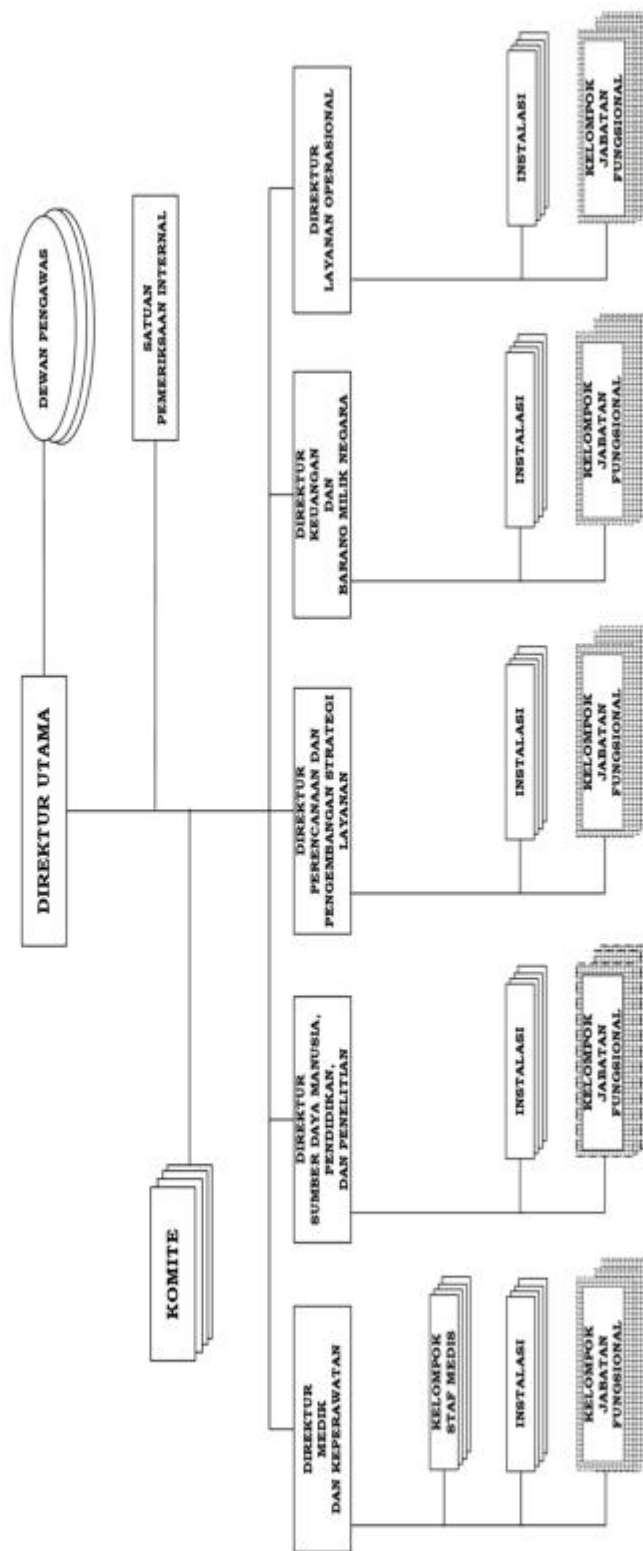 DIREKTUR UTAMA
DEWAN PENGAWAS
SATUAN
PEMERIKSAAN INTERNAL
KOMITE
DIREKTUR
MEDIK
DAN KEPERAWATAN
DIREKTUR
SUMBER DAYA MANUSIA,
PENDIDIKAN,
DAN PENELITIAN
DIREKTUR
PERENCANAAN DAN
PENGEMBANGAN STRATEGI
LAYANAN
DIREKTUR
KEUANGAN
DAN
BARANG MILIK NEGARA
DIREKTUR
LAYANAN OPERASIONAL
KELOMPOK
STAF MEDIS
INSTALASI
INSTALASI
INSTALASI
INSTALASI
INSTALASI
KELOMPOK
JABATAN
FUNGSIONAL
KELOMPOK
JABATAN
FUNGSIONAL
KELOMPOK
JABATAN
FUNGSIONAL
KELOMPOK
JABATAN
FUNGSIONAL
KELOMPOK
JABATAN
FUNGSIONAL